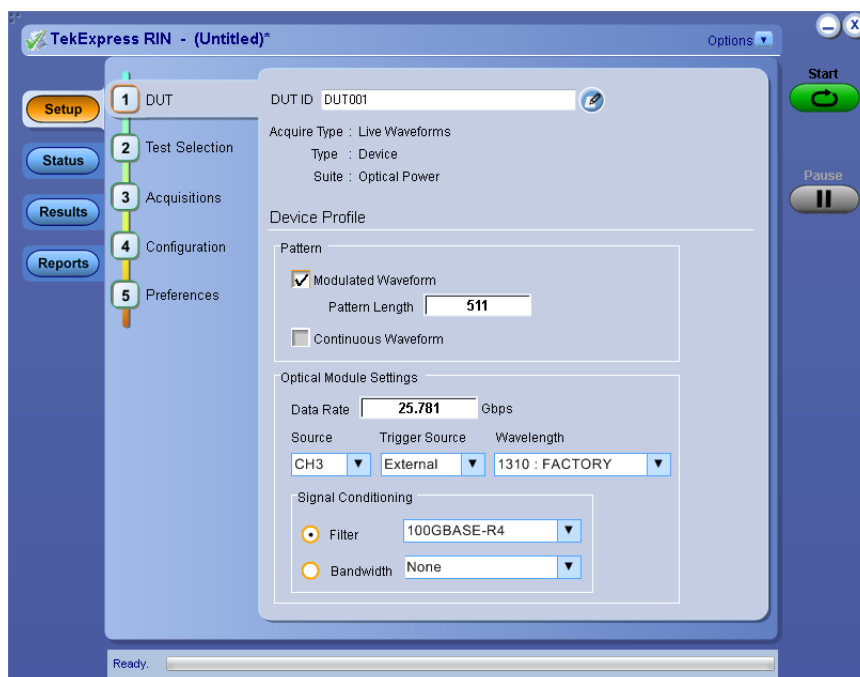 TekExpress RIN - (Untitled)*
Options
Start
Pause
Setup
Status
Results
Reports
1 DUT
2 Test Selection
3 Acquisitions
4 Configuration
5 Preferences
DUT ID DUT001
Acquire Type : Live Waveforms
Type : Device
Suite : Optical Power
Device Profile
Pattern
Modulated Waveform
Pattern Length 511
Continuous Waveform
Optical Module Settings
Data Rate 25.781 Gbps
Source Trigger Source Wavelength
CH3 External 1310 : FACTORY
Signal Conditioning
Filter 100GBASE-R4
Bandwidth None
Ready.